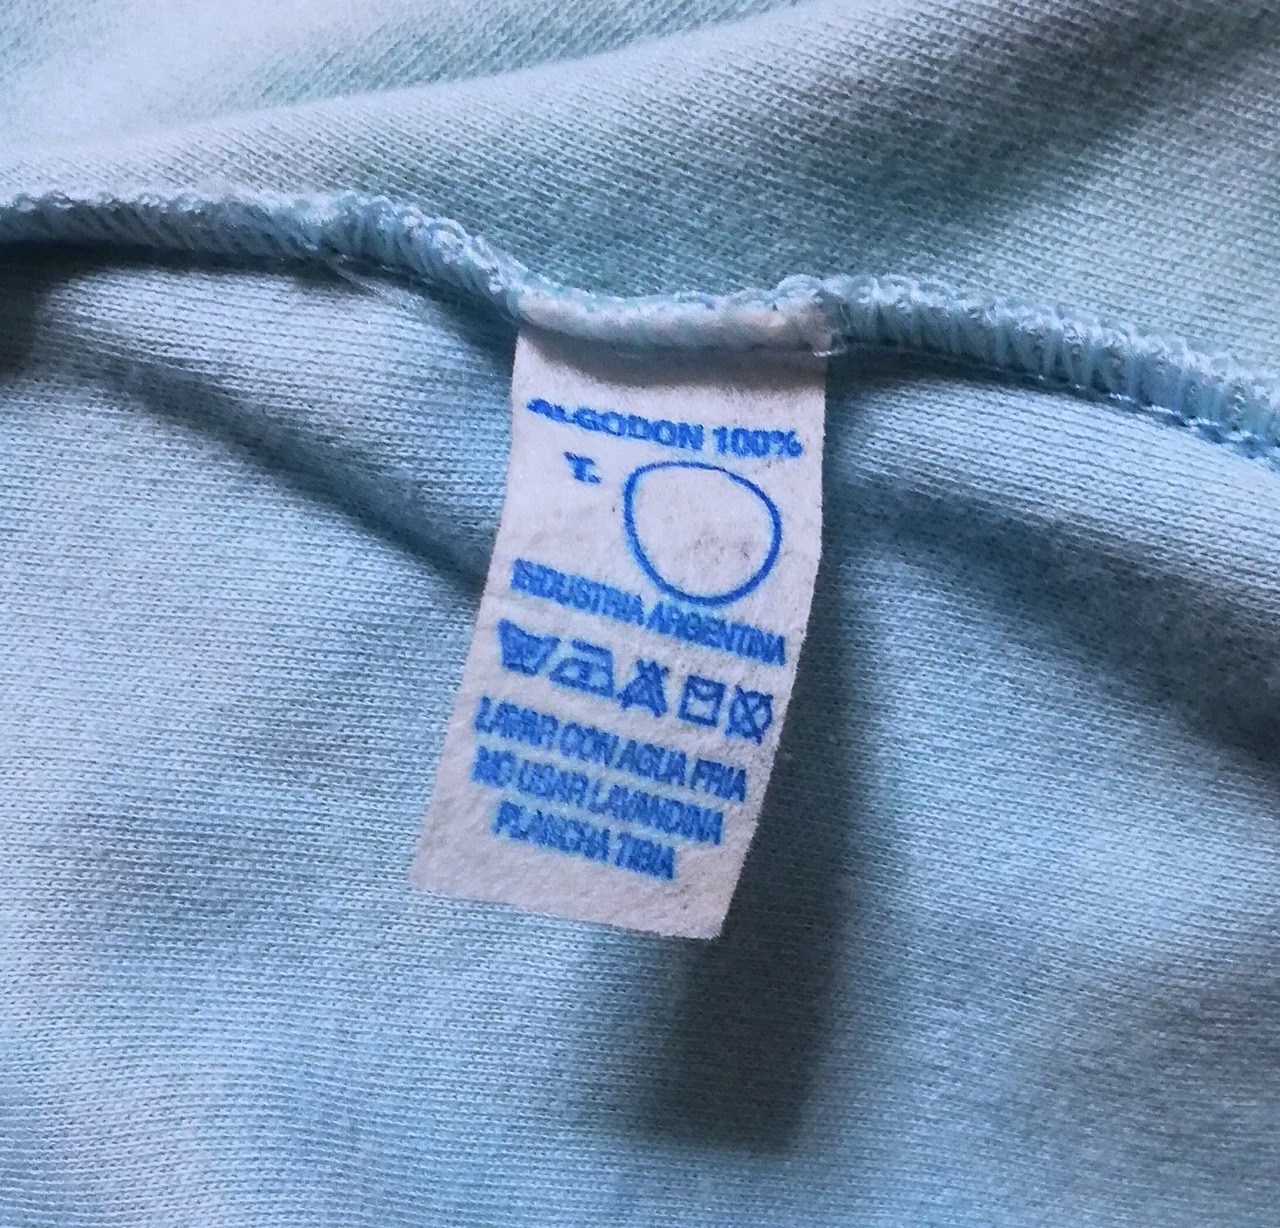 ALGODON 100%
T.
INDUSTRIA ARGENTINA
LAVAR CON AGUA FRIA
NO USAR LAVANDINA
PLANCHA TIBIA